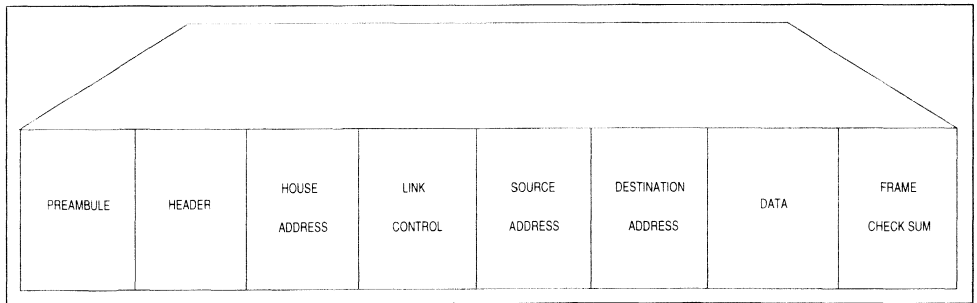 PREAMBULE
HEADER
HOUSE
ADDRESS
LINK
CONTROL
SOURCE
ADDRESS
DESTINATION
ADDRESS
DATA
FRAME
CHECK SUM